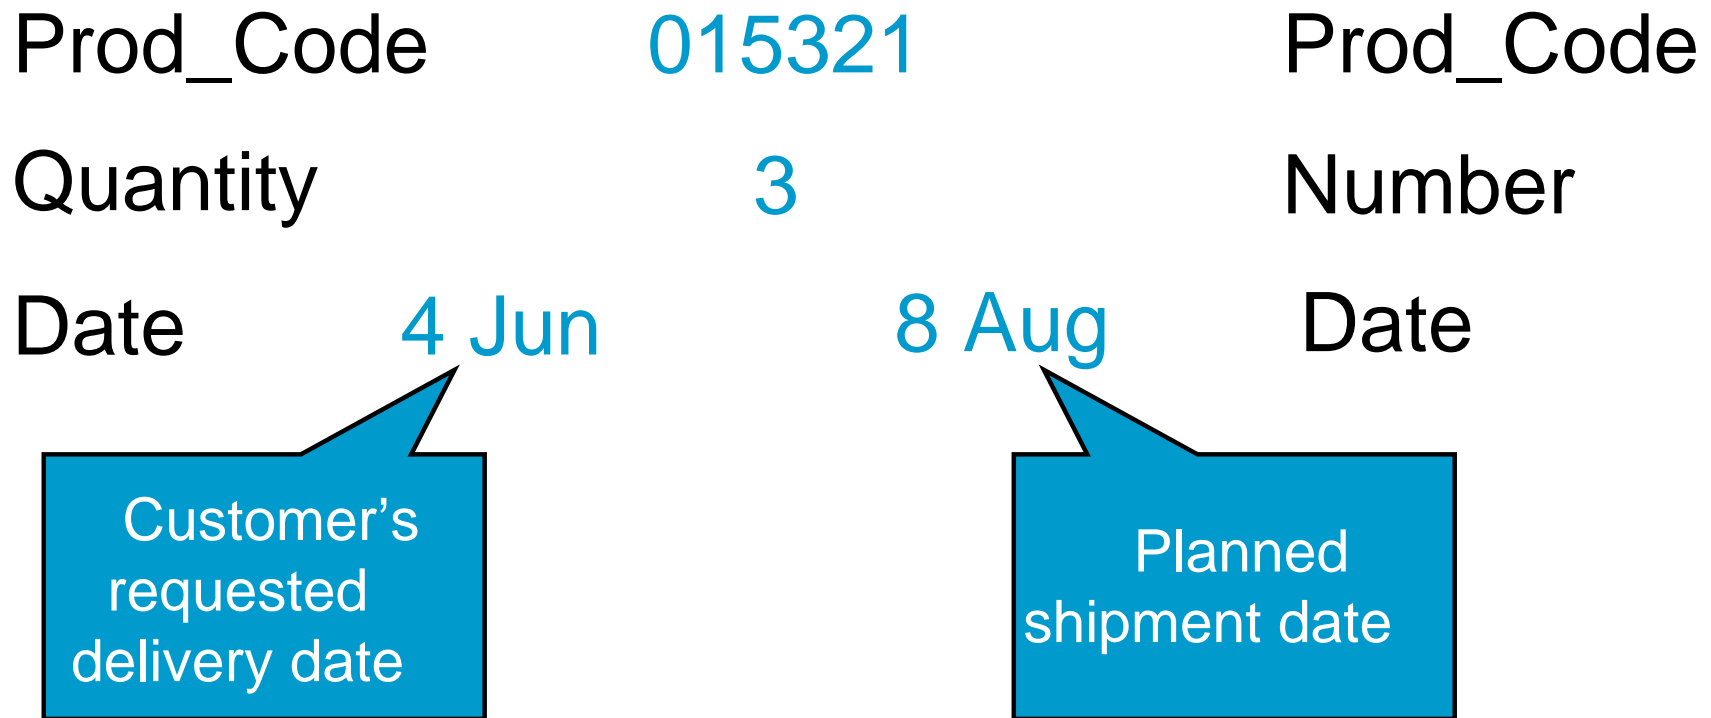 Prod_Code 015321 Prod_Code
Quantity 3 Number
Date 4 Jun 8 Aug Date
Customer’s
requested
delivery date
Planned
shipment date